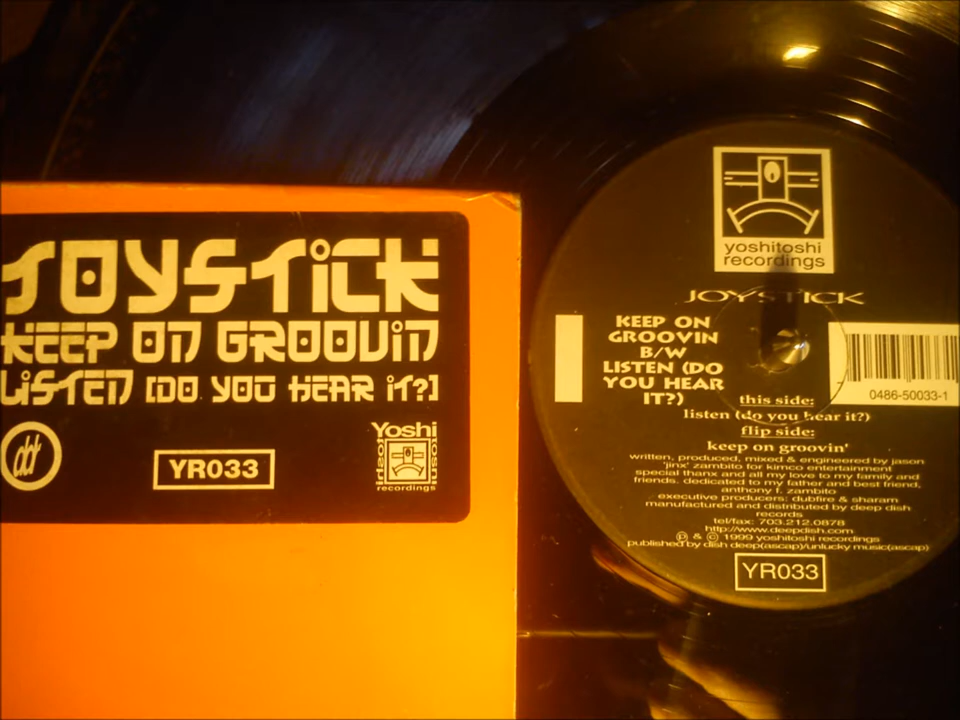 JOYSTICK
KEEP ON GROOVIN
LISTEN [DO YOU HEAR IT?]
dcr
YR033
Yoshi
toshi
toshi
recordings
yoshitoshi
recordings
JOYSTICK
KEEP ON
GROOVIN
B/W
LISTEN (DO
YOU HEAR
IT?)
0486-50033-1
this side:
listen (do you hear it?)
flip side:
keep on groovin'
written, produced, mixed & engineered by jason
'jinx' zambito for kimco entertainment
special thanx and all my love to my family and
friends. dedicated to my father and best friend,
anthony f. zambito
executive producers: dubfire & sharam
manufactured and distributed by deep dish
records
tel/fax: 703.212.0878
http://www.deepdish.com
℗ & © 1999 yoshitoshi recordings
published by dish deep(ascap)/unlucky music(ascap)
YR033